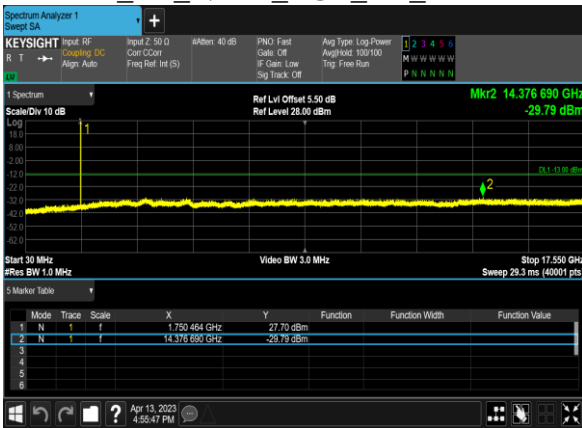 Spectrum Analyzer 1
Swept SA
+
KEYSIGHT Input: RF Input Z: 50 Ω #Atten: 40 dB PNO: Fast Avg Type: Log-Power 1 2 3 4 5 6
R T Coupling: DC Corr CCorr Gate: Off Avg|Hold: 100/100 M W W W W W
Align: Auto Freq Ref: Int (S) IF Gain: Low Trig: Free Run
LXI Sig Track: Off P N N N N N
1 Spectrum Ref Lvl Offset 5.50 dB Mkr2 14.376 690 GHz
Scale/Div 10 dB Ref Level 28.00 dBm -29.79 dBm
Log
18.0 1
8.00
-2.00
-12.0 DL1 -13.00 dBm
-22.0 2
-32.0
-42.0
-52.0
-62.0
Start 30 MHz Video BW 3.0 MHz Stop 17.550 GHz
#Res BW 1.0 MHz Sweep 29.3 ms (40001 pts
5 Marker Table
Mode Trace Scale X Y Function Function Width Function Value
1 N 1 f 1.750 464 GHz 27.70 dBm
2 N 1 f 14.376 690 GHz -29.79 dBm
3
4
5
6
? Apr 13, 2023
4:55:47 PM